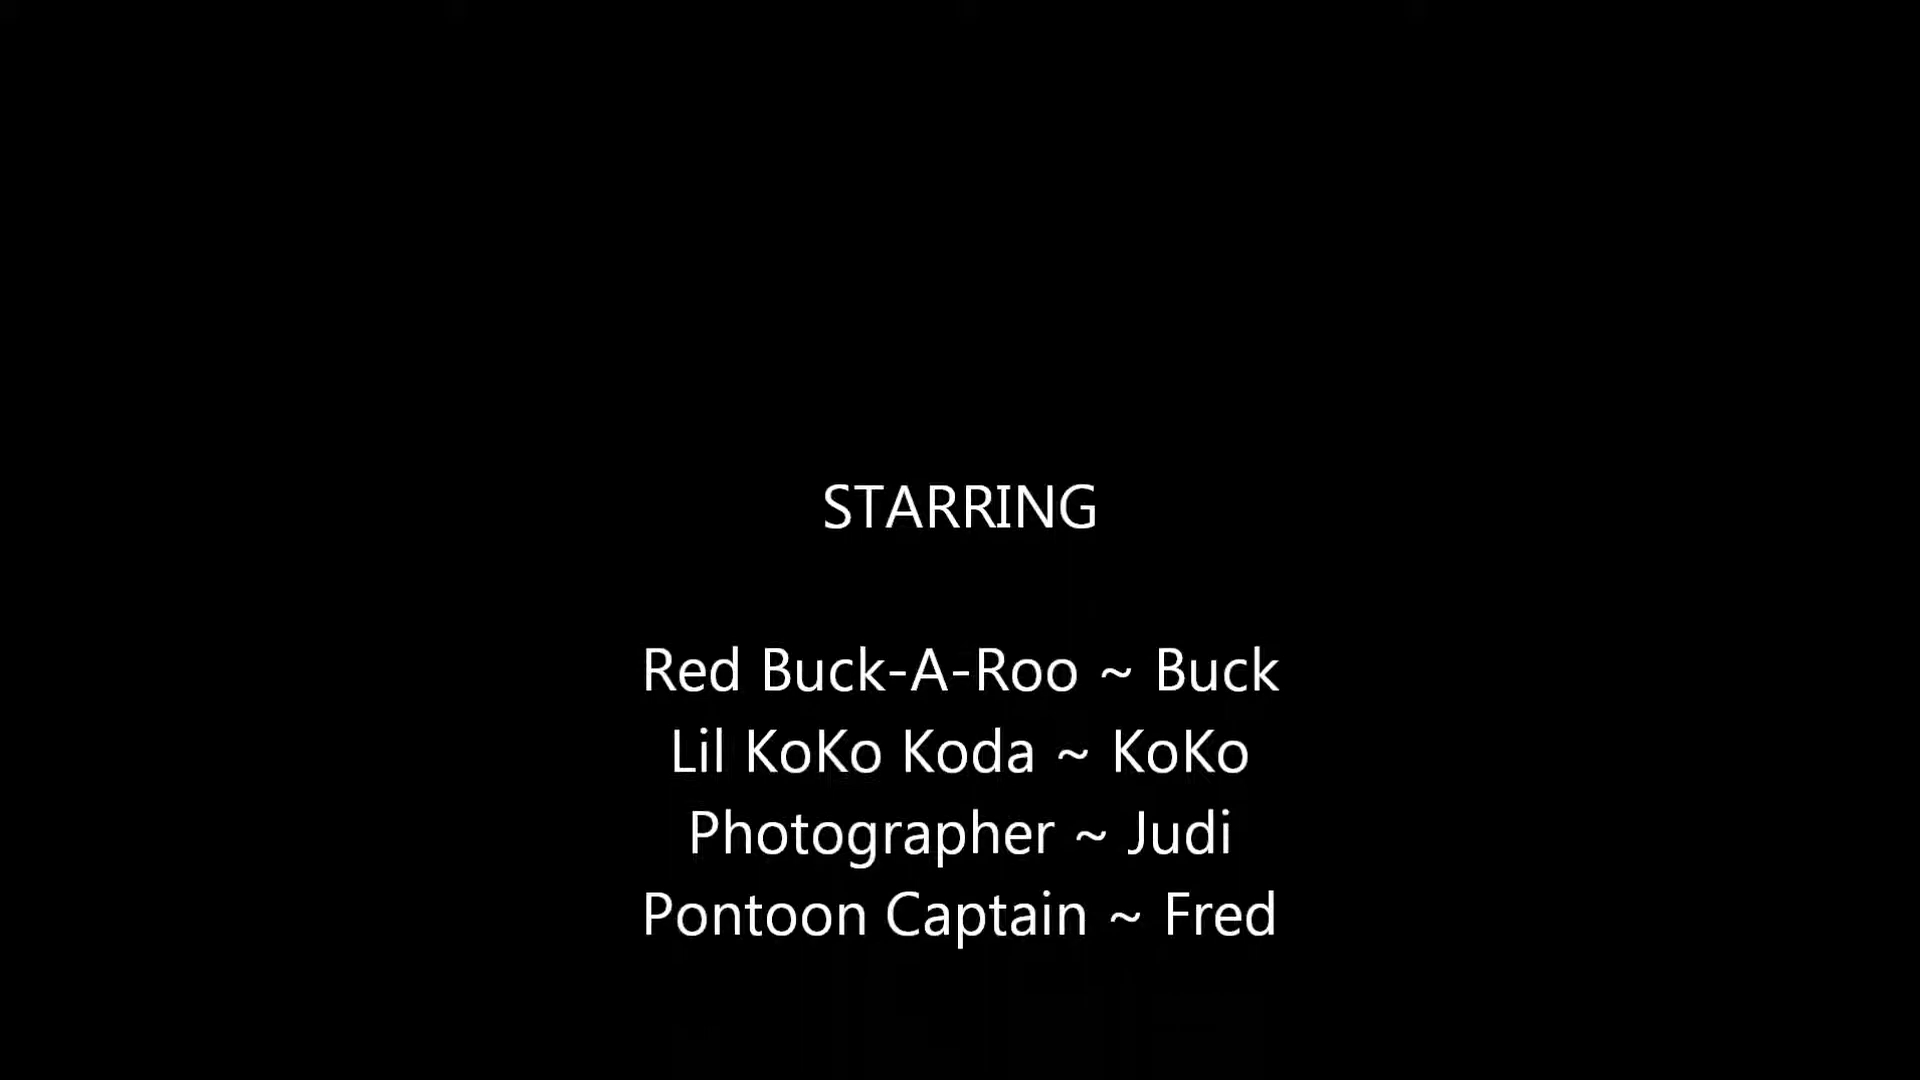 STARRING
Red Buck-A-Roo ~ Buck
Lil KoKo Koda ~ KoKo
Photographer ~ Judi
Pontoon Captain ~ Fred